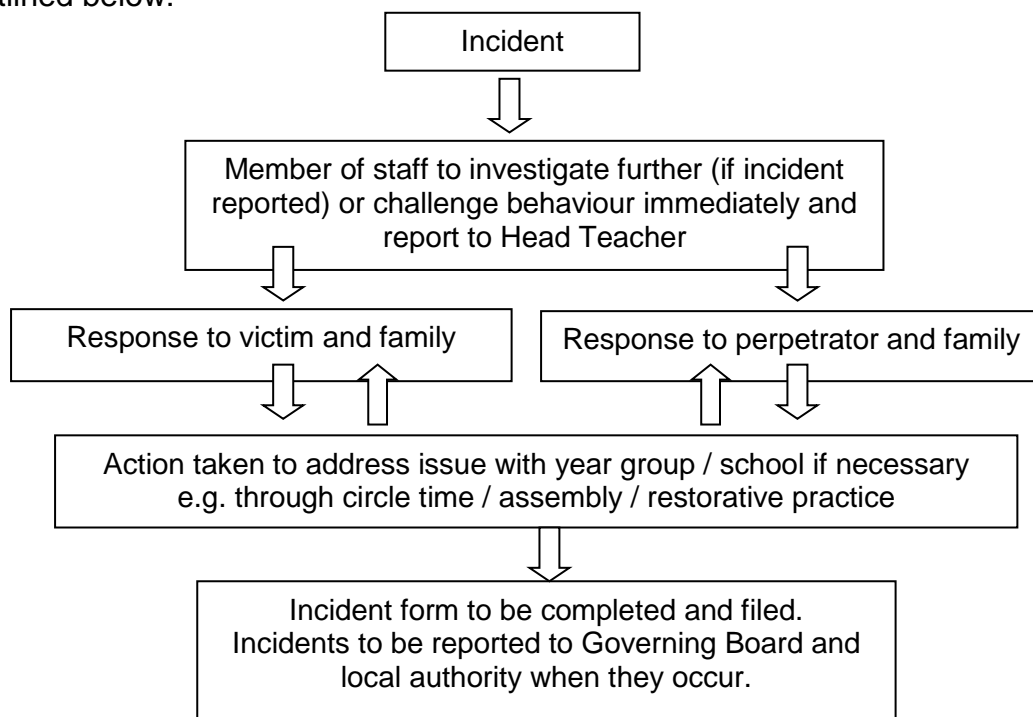 Incident
Member of staff to investigate further (if incident
reported) or challenge behaviour immediately and
report to Head Teacher
Response to victim and family
Response to perpetrator and family
Action taken to address issue with year group / school if necessary
e.g. through circle time / assembly / restorative practice
Incident form to be completed and filed.
Incidents to be reported to Governing Board and
local authority when they occur.